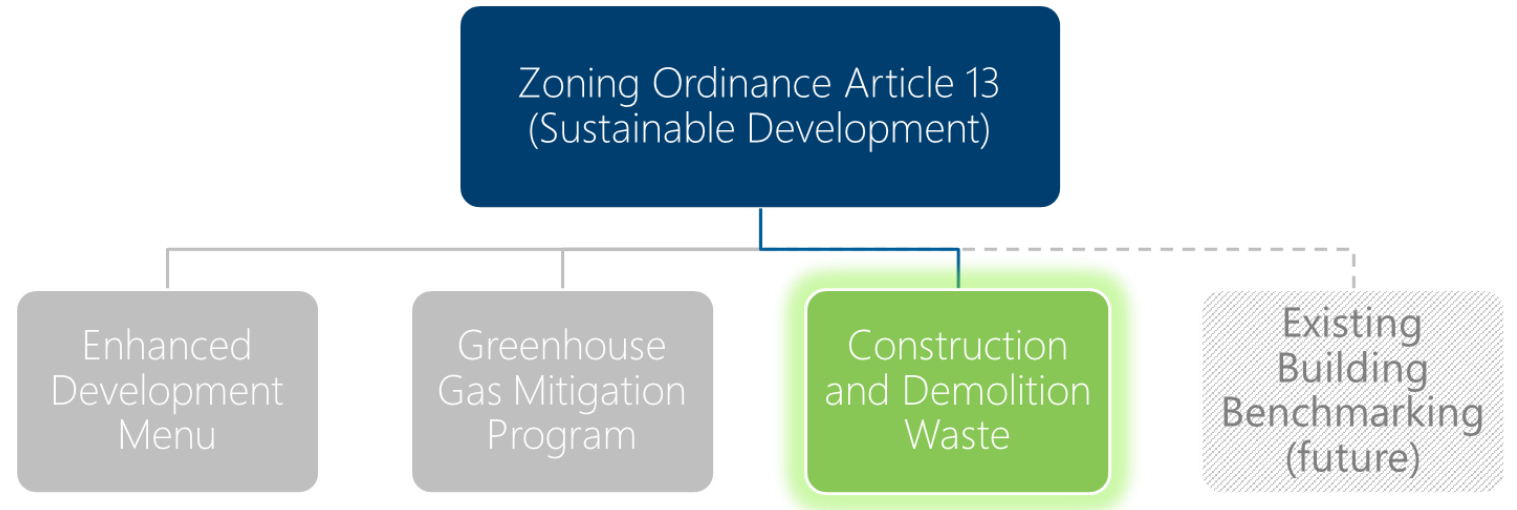 Zoning Ordinance Article 13
(Sustainable Development)
Enhanced
Development
Menu
Greenhouse
Gas Mitigation
Program
Construction
and Demolition
Waste
Existing
Building
Benchmarking
(future)